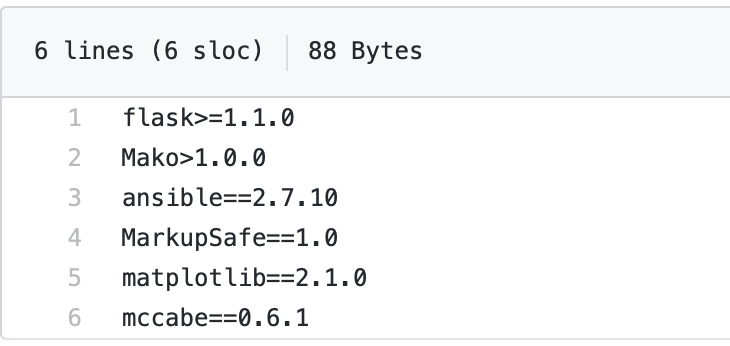 6 lines (6 sloc) 88 Bytes
1 flask>=1.1.0
2 Mako>1.0.0
3 ansible==2.7.10
4 MarkupSafe==1.0
5 matplotlib==2.1.0
6 mccabe==0.6.1